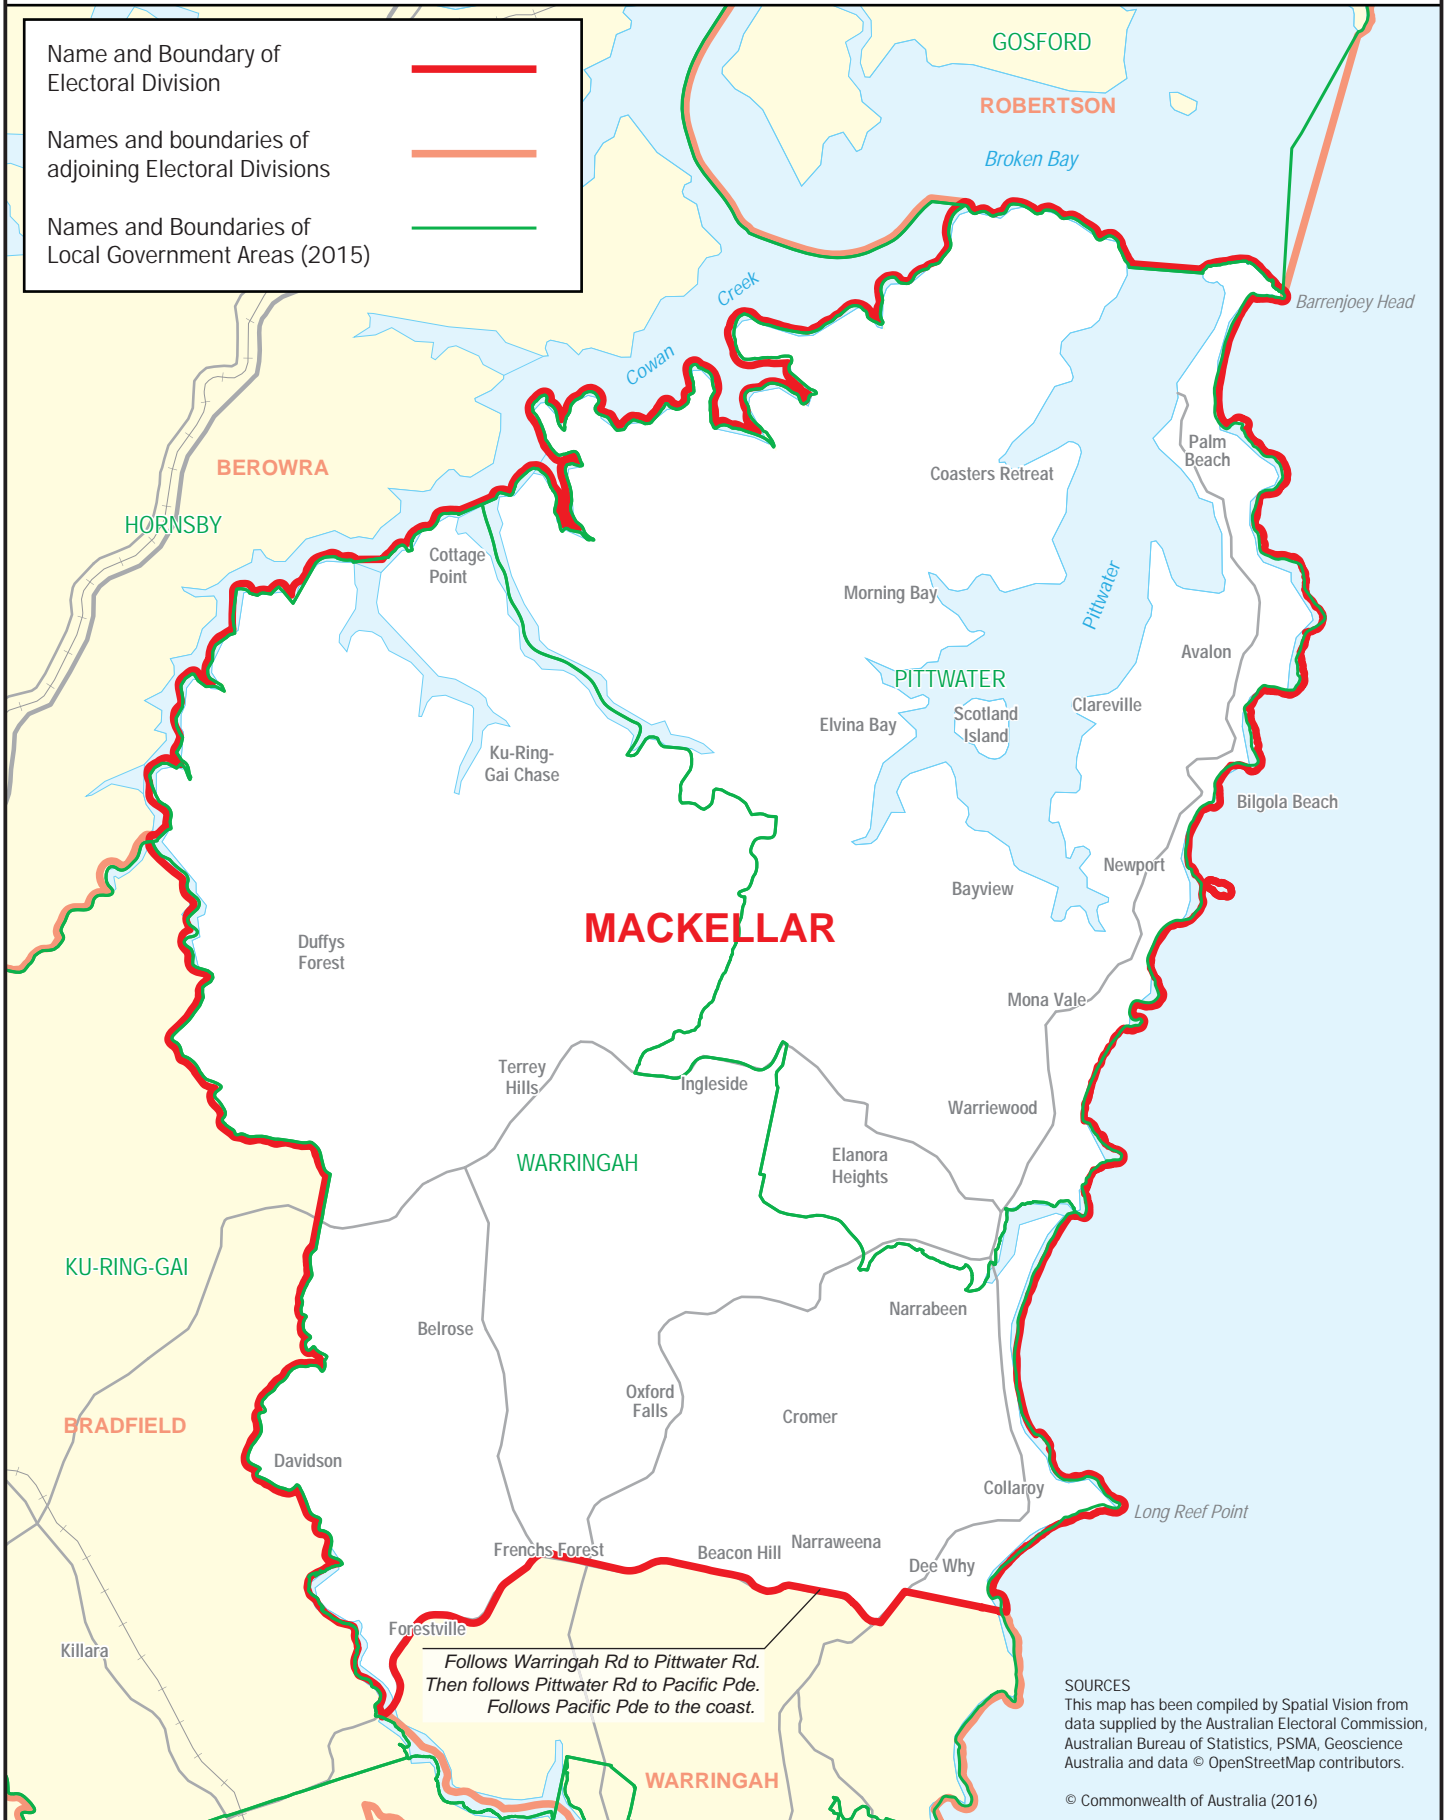 Name and Boundary of
Electoral Division
Names and boundaries of
adjoining Electoral Divisions
Names and Boundaries of
Local Government Areas (2015)
GOSFORD
ROBERTSON
Broken Bay
Creek
Cowan
Barrenjoey Head
BEROWRA
HORNSBY
Palm
Beach
Coasters Retreat
Cottage
Point
Morning Bay
Pittwater
Avalon
PITTWATER
Scotland
Island
Clareville
Elvina Bay
Ku-Ring-
Gai Chase
Bilgola Beach
Newport
Bayview
MACKELLAR
Duffys
Forest
Mona Vale
Terrey
Hills
Ingleside
Warriewood
WARRINGAH
Elanora
Heights
KU-RING-GAI
Narrabeen
Belrose
Oxford
Falls
Cromer
BRADFIELD
Davidson
Collaroy
Long Reef Point
Frenchs Forest
Beacon Hill
Narraweena
Dee Why
Forestville
Killara
Follows Warringah Rd to Pittwater Rd.
Then follows Pittwater Rd to Pacific Pde.
Follows Pacific Pde to the coast.
WARRINGAH
SOURCES
This map has been compiled by Spatial Vision from
data supplied by the Australian Electoral Commission,
Australian Bureau of Statistics, PSMA, Geoscience
Australia and data © OpenStreetMap contributors.
© Commonwealth of Australia (2016)